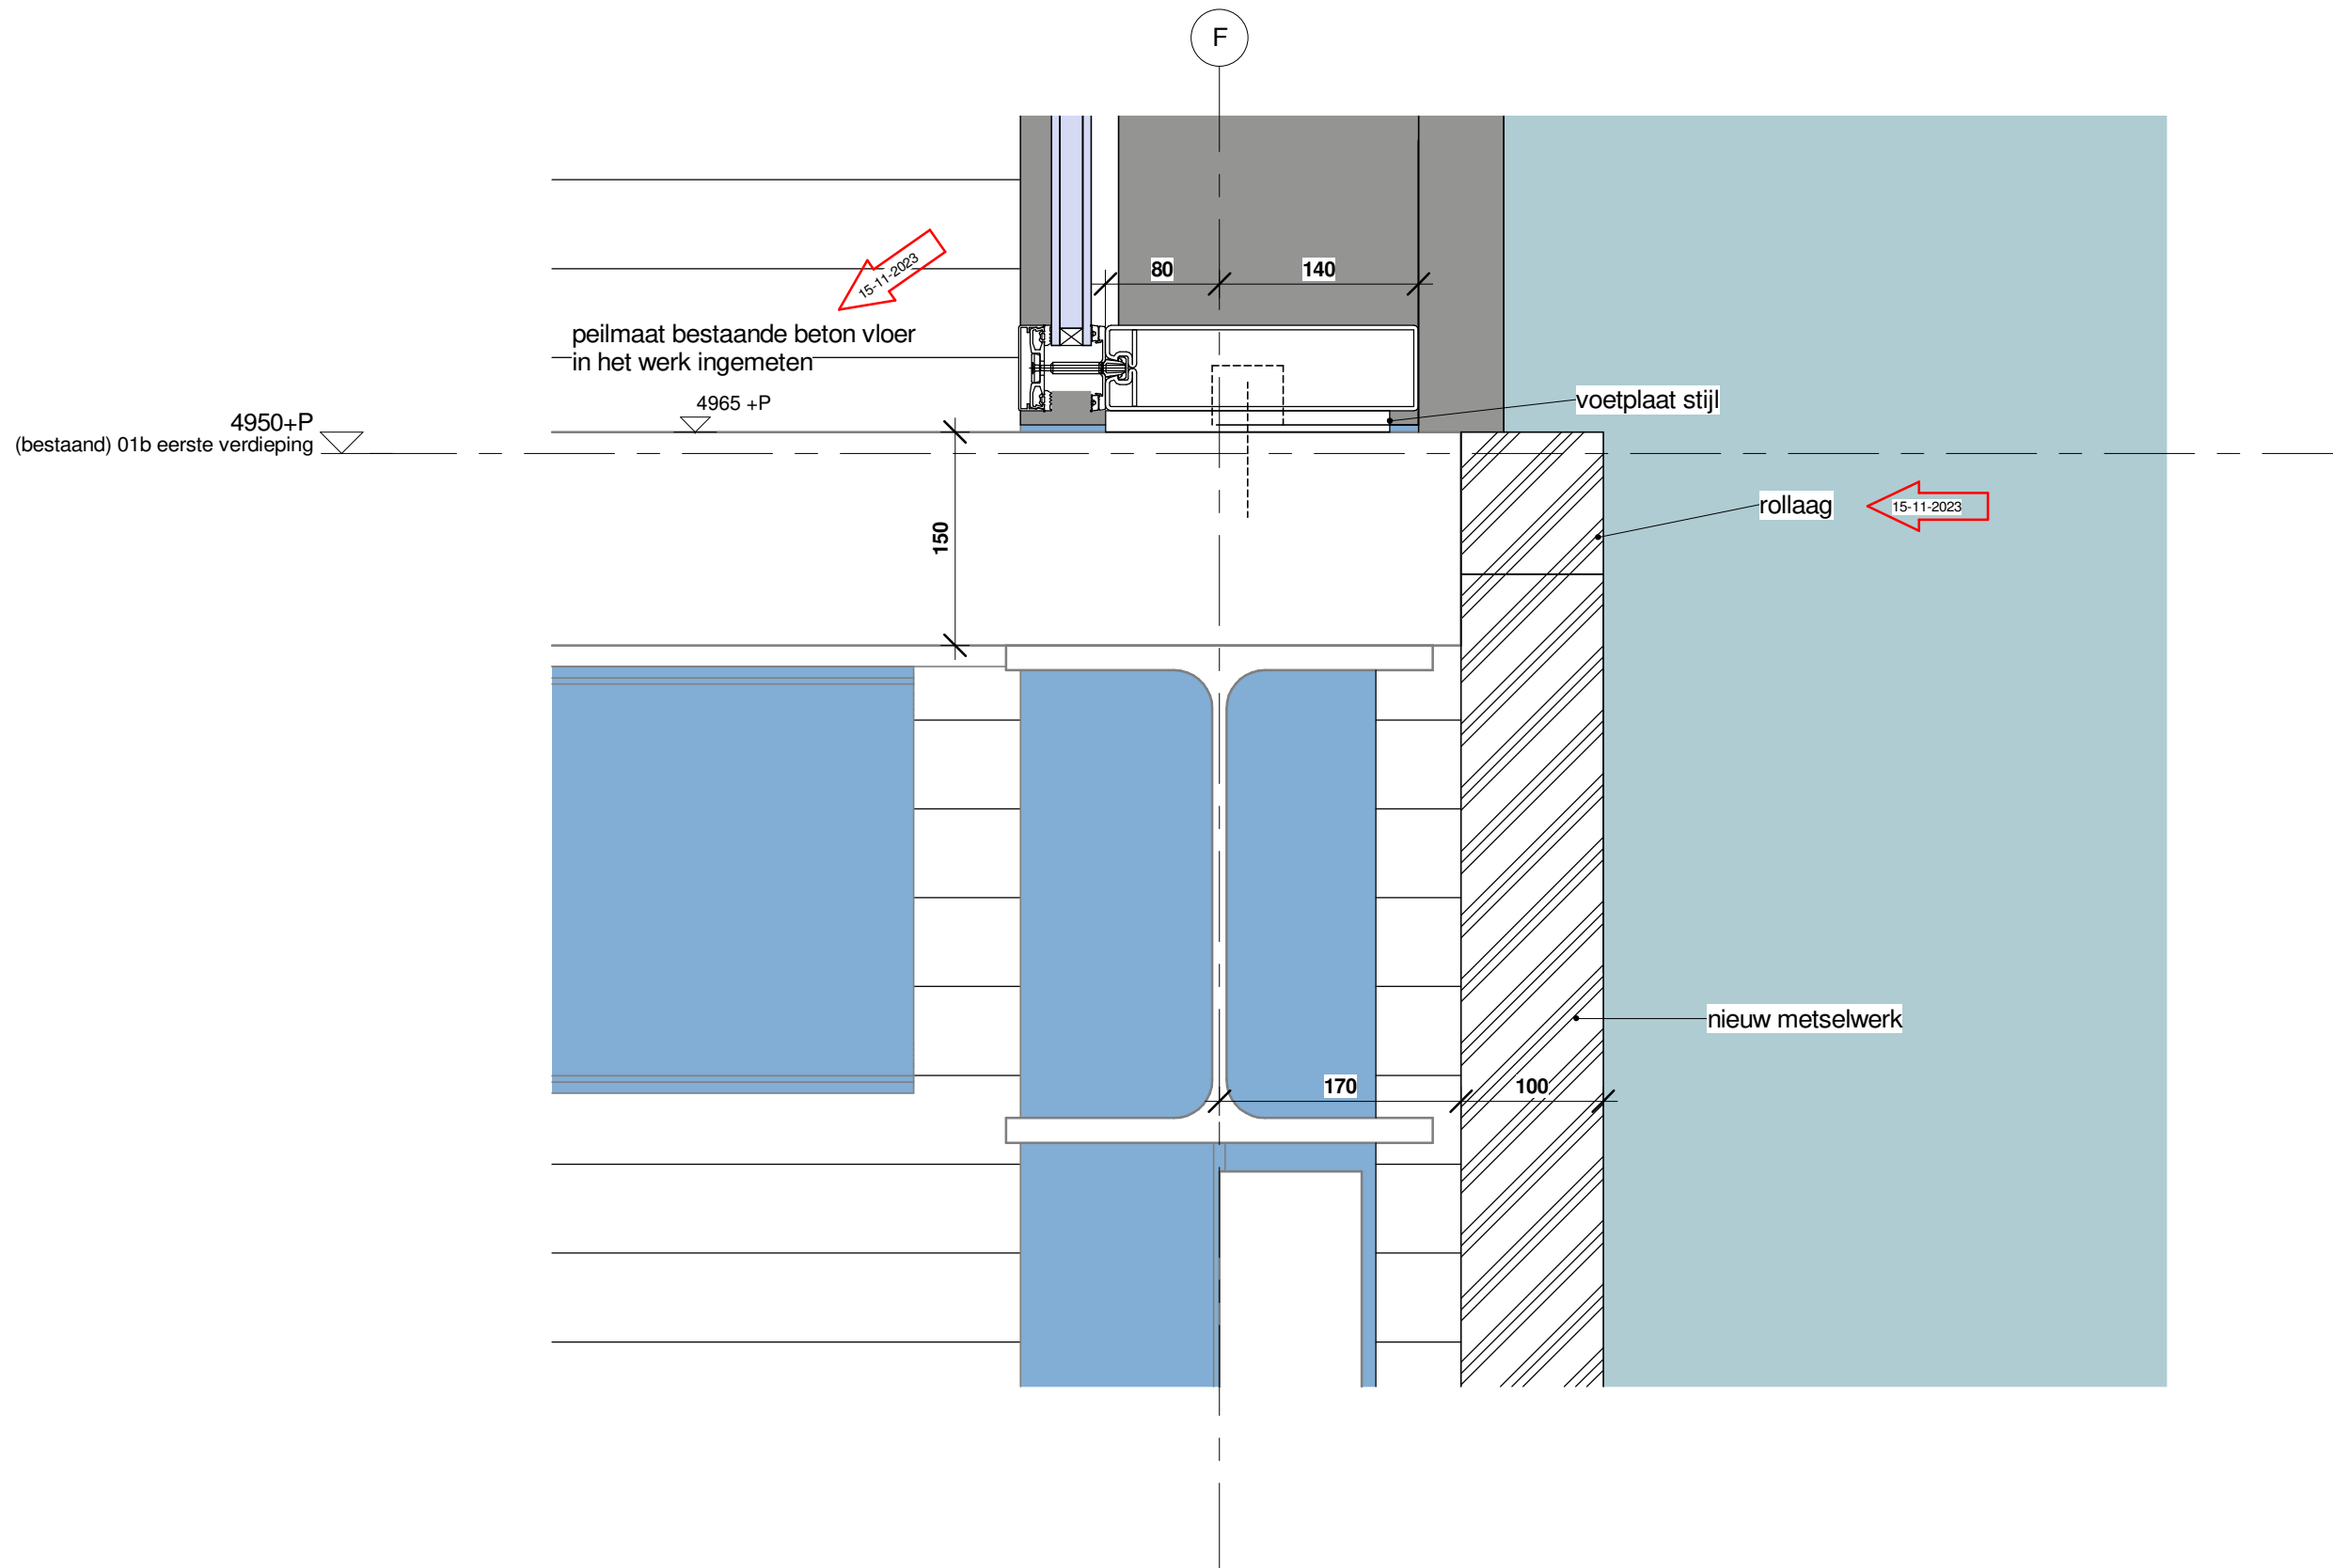 F
80
140
15-11-2023
peilmaat bestaande beton vloer
in het werk ingemeten
4965 +P
voetplaat stijl
4950+P
(bestaand) 01b eerste verdieping
rollaag
15-11-2023
150
nieuw metselwerk
170
100